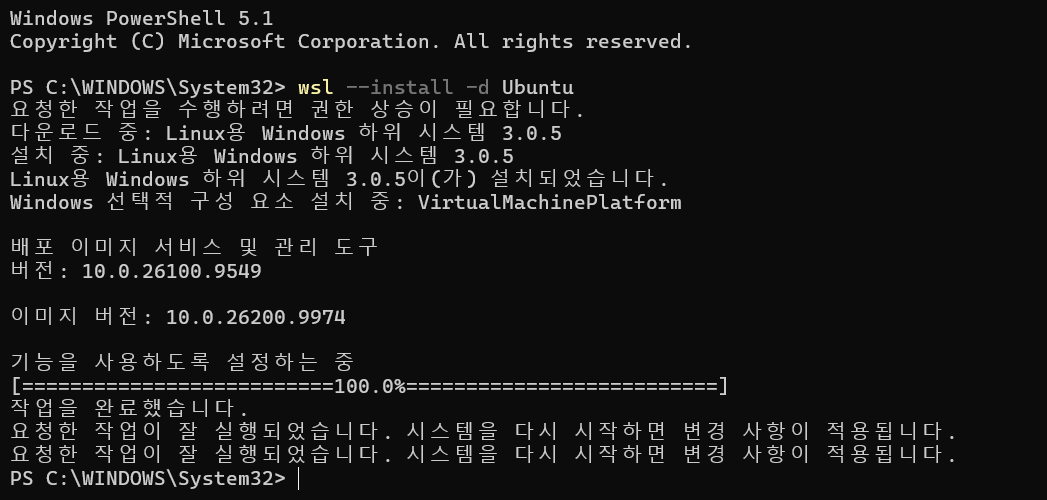 Windows PowerShell 5.1
Copyright (C) Microsoft Corporation. All rights reserved.
PS C:\WINDOWS\System32> wsl --install -d Ubuntu
요청한 작업을 수행하려면 권한 상승이 필요합니다.
다운로드 중: Linux용 Windows 하위 시스템 3.0.5
설치 중: Linux용 Windows 하위 시스템 3.0.5
Linux용 Windows 하위 시스템 3.0.5이(가) 설치되었습니다.
Windows 선택적 구성 요소 설치 중: VirtualMachinePlatform
배포 이미지 서비스 및 관리 도구
버전: 10.0.26100.9549
이미지 버전: 10.0.26200.9974
기능을 사용하도록 설정하는 중
[==========================100.0%==========================]
작업을 완료했습니다.
요청한 작업이 잘 실행되었습니다. 시스템을 다시 시작하면 변경 사항이 적용됩니다.
요청한 작업이 잘 실행되었습니다. 시스템을 다시 시작하면 변경 사항이 적용됩니다.
PS C:\WINDOWS\System32>